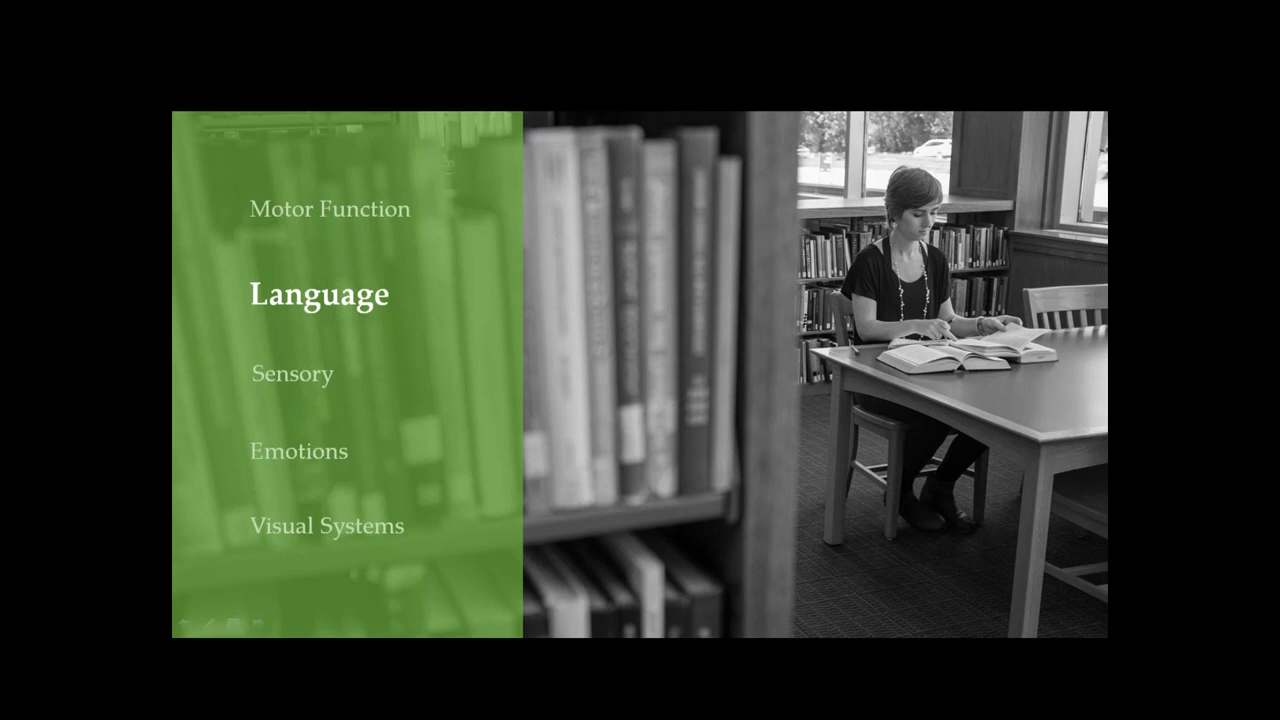 Motor Function
Language
Sensory
Emotions
Visual Systems